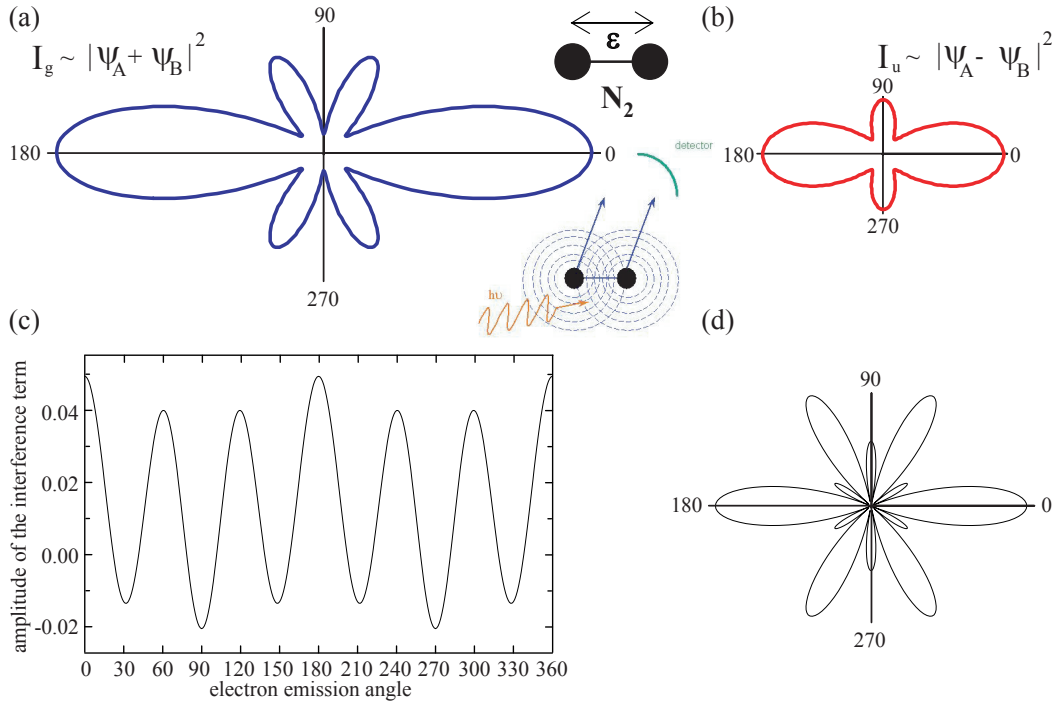 (a)
90
I_g ~ |Ψ_A + Ψ_B|^2
180
0
270
ε
N_2
detector
hυ
(b)
I_u ~ |Ψ_A - Ψ_B|^2
90
180
0
270
(c)
amplitude of the interference term
0.04
0.02
0.00
-0.02
0 30 60 90 120 150 180 210 240 270 300 330 360
electron emission angle
(d)
90
180
0
270